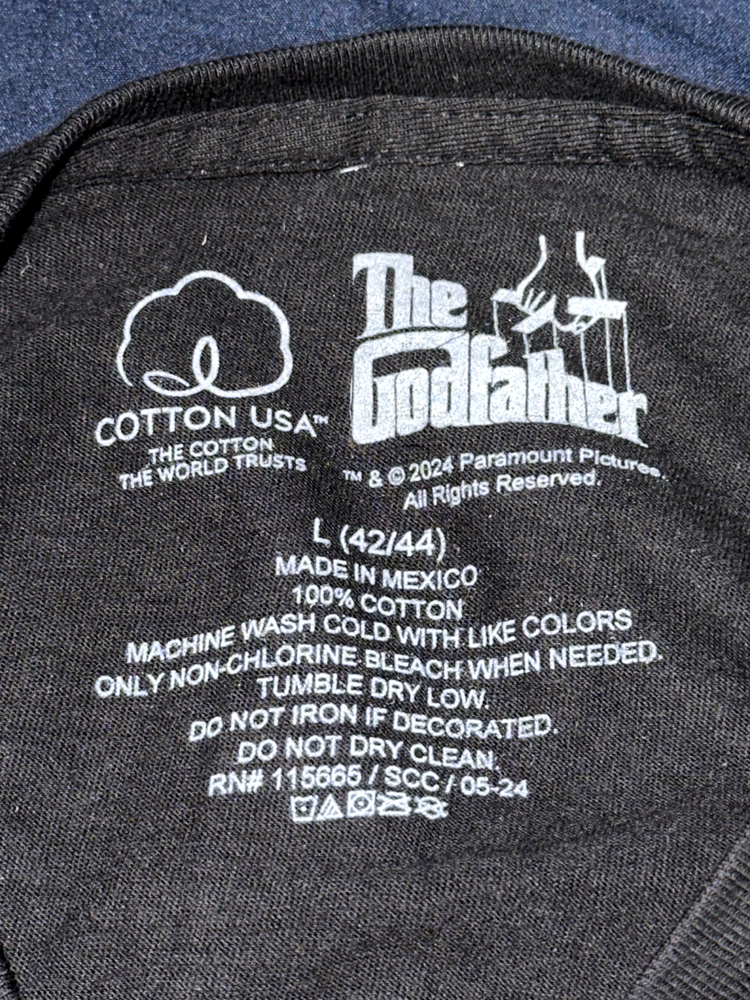 COTTON USA™
THE COTTON
THE WORLD TRUSTS
The
Godfather
™ & © 2024 Paramount Pictures.
All Rights Reserved.
L (42/44)
MADE IN MEXICO
100% COTTON
MACHINE WASH COLD WITH LIKE COLORS
ONLY NON-CHLORINE BLEACH WHEN NEEDED.
TUMBLE DRY LOW.
DO NOT IRON IF DECORATED.
DO NOT DRY CLEAN.
RN# 115665 / SCC / 05-24